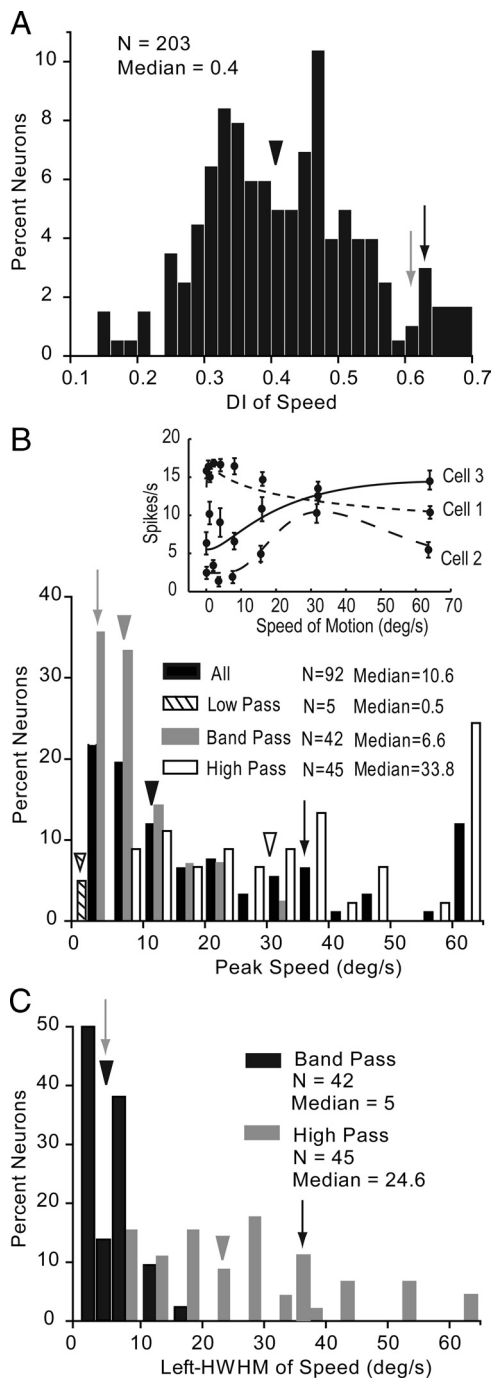 A
N = 203
Median = 0.4
Percent Neurons
10
8
6
4
2
0
0.1 0.2 0.3 0.4 0.5 0.6 0.7
DI of Speed
B
Spikes/s
20
15
10
5
0
Cell 3
Cell 1
Cell 2
0 10 20 30 40 50 60 70
Speed of Motion (deg/s)
Percent Neurons
40
30
20
10
0
All N=92 Median=10.6
Low Pass N=5 Median=0.5
Band Pass N=42 Median=6.6
High Pass N=45 Median=33.8
0 10 20 30 40 50 60
Peak Speed (deg/s)
C
Percent Neurons
50
40
30
20
10
0
Band Pass
N = 42
Median = 5
High Pass
N = 45
Median = 24.6
0 10 20 30 40 50 60
Left-HWHM of Speed (deg/s)